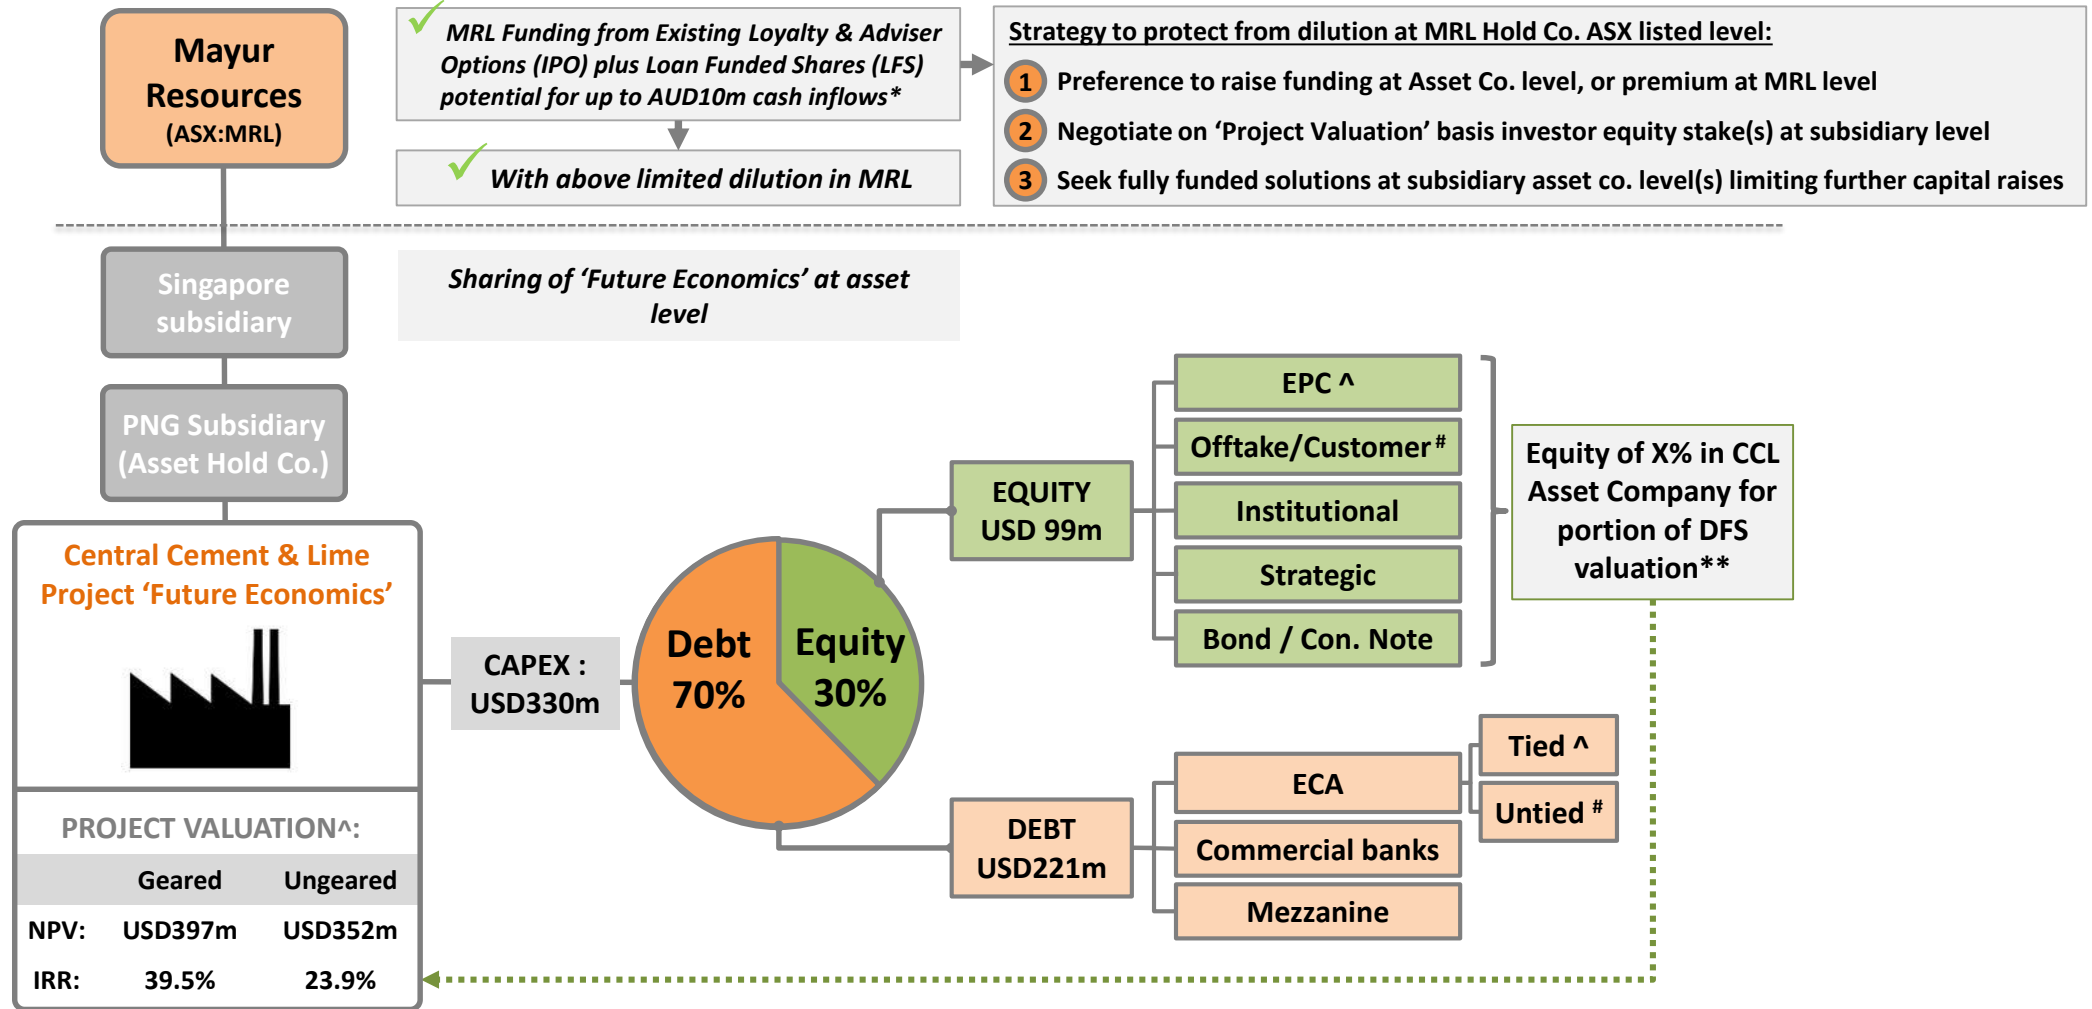 Mayur
Resources
(ASX:MRL)
MRL Funding from Existing Loyalty & Adviser
Options (IPO) plus Loan Funded Shares (LFS)
potential for up to AUD10m cash inflows*
With above limited dilution in MRL
Strategy to protect from dilution at MRL Hold Co. ASX listed level:
1 Preference to raise funding at Asset Co. level, or premium at MRL level
2 Negotiate on ‘Project Valuation’ basis investor equity stake(s) at subsidiary level
3 Seek fully funded solutions at subsidiary asset co. level(s) limiting further capital raises
Singapore
subsidiary
Sharing of ‘Future Economics’ at asset
level
PNG Subsidiary
(Asset Hold Co.)
Central Cement & Lime
Project ‘Future Economics’
PROJECT VALUATION^:
Geared Ungeared
NPV: USD397m USD352m
IRR: 39.5% 23.9%
CAPEX :
USD330m
Debt
70%
Equity
30%
EQUITY
USD 99m
EPC ^
Offtake/Customer #
Institutional
Strategic
Bond / Con. Note
Equity of X% in CCL
Asset Company for
portion of DFS
valuation**
DEBT
USD221m
ECA
Commercial banks
Mezzanine
Tied ^
Untied #